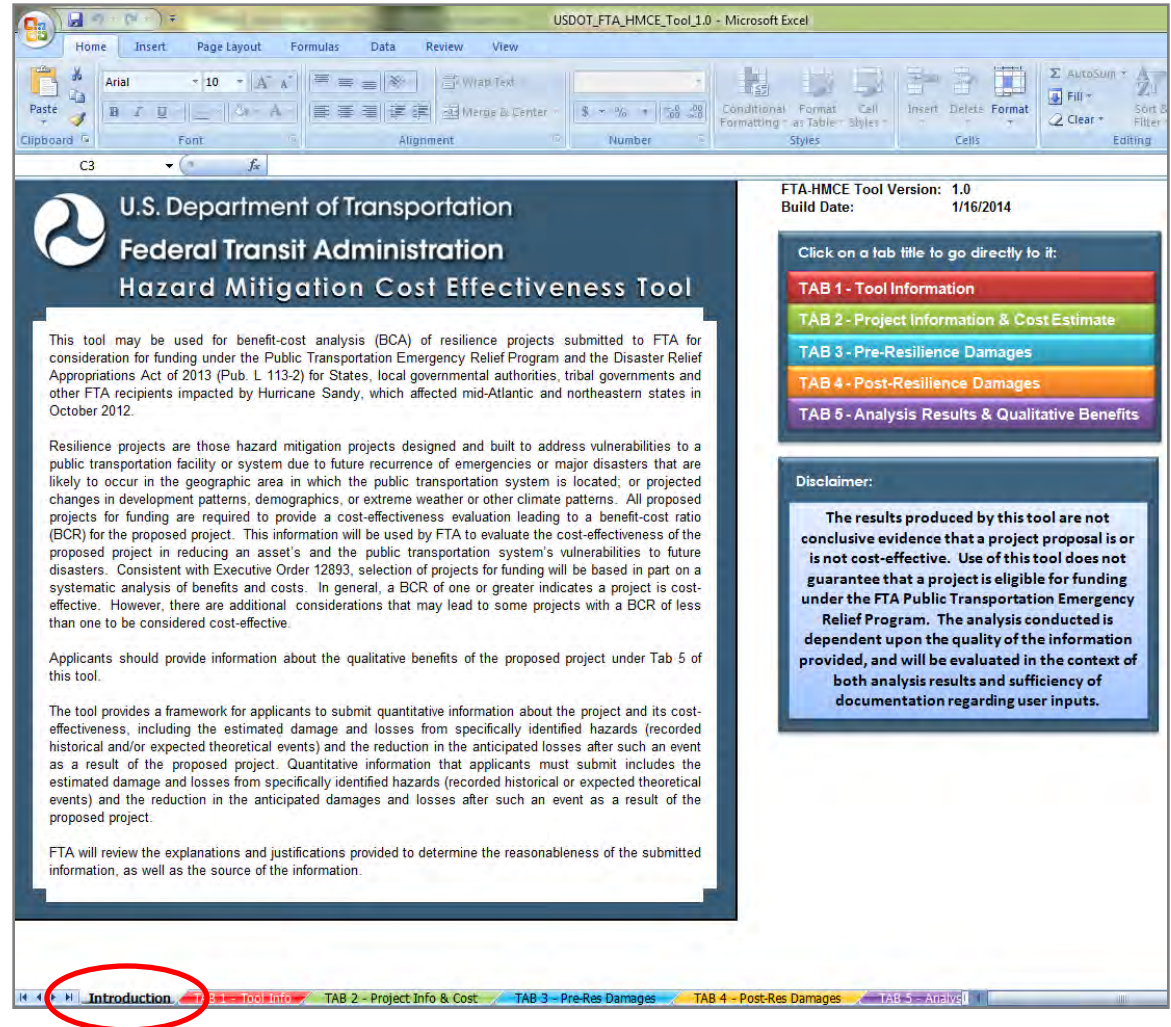 USDOT_FTA_HMCE_Tool_1.0 - Microsoft Excel
Home Insert Page Layout Formulas Data Review View
Paste
Arial 10
Wrap Text
Merge & Center
B I U
$ % ,
Conditional Formatting
Format as Table
Cell Styles
Insert Delete Format
Σ AutoSum
Fill
Clear
Sort &
Filter
Clipboard Font Alignment Number Styles Cells Editing
C3 fx
U.S. Department of Transportation
Federal Transit Administration
Hazard Mitigation Cost Effectiveness Tool
This tool may be used for benefit-cost analysis (BCA) of resilience projects submitted to FTA for
consideration for funding under the Public Transportation Emergency Relief Program and the Disaster Relief
Appropriations Act of 2013 (Pub. L 113-2) for States, local governmental authorities, tribal governments and
other FTA recipients impacted by Hurricane Sandy, which affected mid-Atlantic and northeastern states in
October 2012.
Resilience projects are those hazard mitigation projects designed and built to address vulnerabilities to a
public transportation facility or system due to future recurrence of emergencies or major disasters that are
likely to occur in the geographic area in which the public transportation system is located; or projected
changes in development patterns, demographics, or extreme weather or other climate patterns. All proposed
projects for funding are required to provide a cost-effectiveness evaluation leading to a benefit-cost ratio
(BCR) for the proposed project. This information will be used by FTA to evaluate the cost-effectiveness of the
proposed project in reducing an asset's and the public transportation system's vulnerabilities to future
disasters. Consistent with Executive Order 12893, selection of projects for funding will be based in part on a
systematic analysis of benefits and costs. In general, a BCR of one or greater indicates a project is cost-
effective. However, there are additional considerations that may lead to some projects with a BCR of less
than one to be considered cost-effective.
Applicants should provide information about the qualitative benefits of the proposed project under Tab 5 of
this tool.
The tool provides a framework for applicants to submit quantitative information about the project and its cost-
effectiveness, including the estimated damage and losses from specifically identified hazards (recorded
historical and/or expected theoretical events) and the reduction in the anticipated losses after such an event
as a result of the proposed project. Quantitative information that applicants must submit includes the
estimated damage and losses from specifically identified hazards (recorded historical or expected theoretical
events) and the reduction in the anticipated damages and losses after such an event as a result of the
proposed project.
FTA will review the explanations and justifications provided to determine the reasonableness of the submitted
information, as well as the source of the information.
FTA-HMCE Tool Version: 1.0
Build Date: 1/16/2014
Click on a tab title to go directly to it:
TAB 1 - Tool Information
TAB 2 - Project Information & Cost Estimate
TAB 3 - Pre-Resilience Damages
TAB 4 - Post-Resilience Damages
TAB 5 - Analysis Results & Qualitative Benefits
Disclaimer:
The results produced by this tool are not
conclusive evidence that a project proposal is or
is not cost-effective. Use of this tool does not
guarantee that a project is eligible for funding
under the FTA Public Transportation Emergency
Relief Program. The analysis conducted is
dependent upon the quality of the information
provided, and will be evaluated in the context of
both analysis results and sufficiency of
documentation regarding user inputs.
Introduction TAB 1 - Tool Info TAB 2 - Project Info & Cost TAB 3 - Pre-Res Damages TAB 4 - Post-Res Damages TAB 5 - Analysi